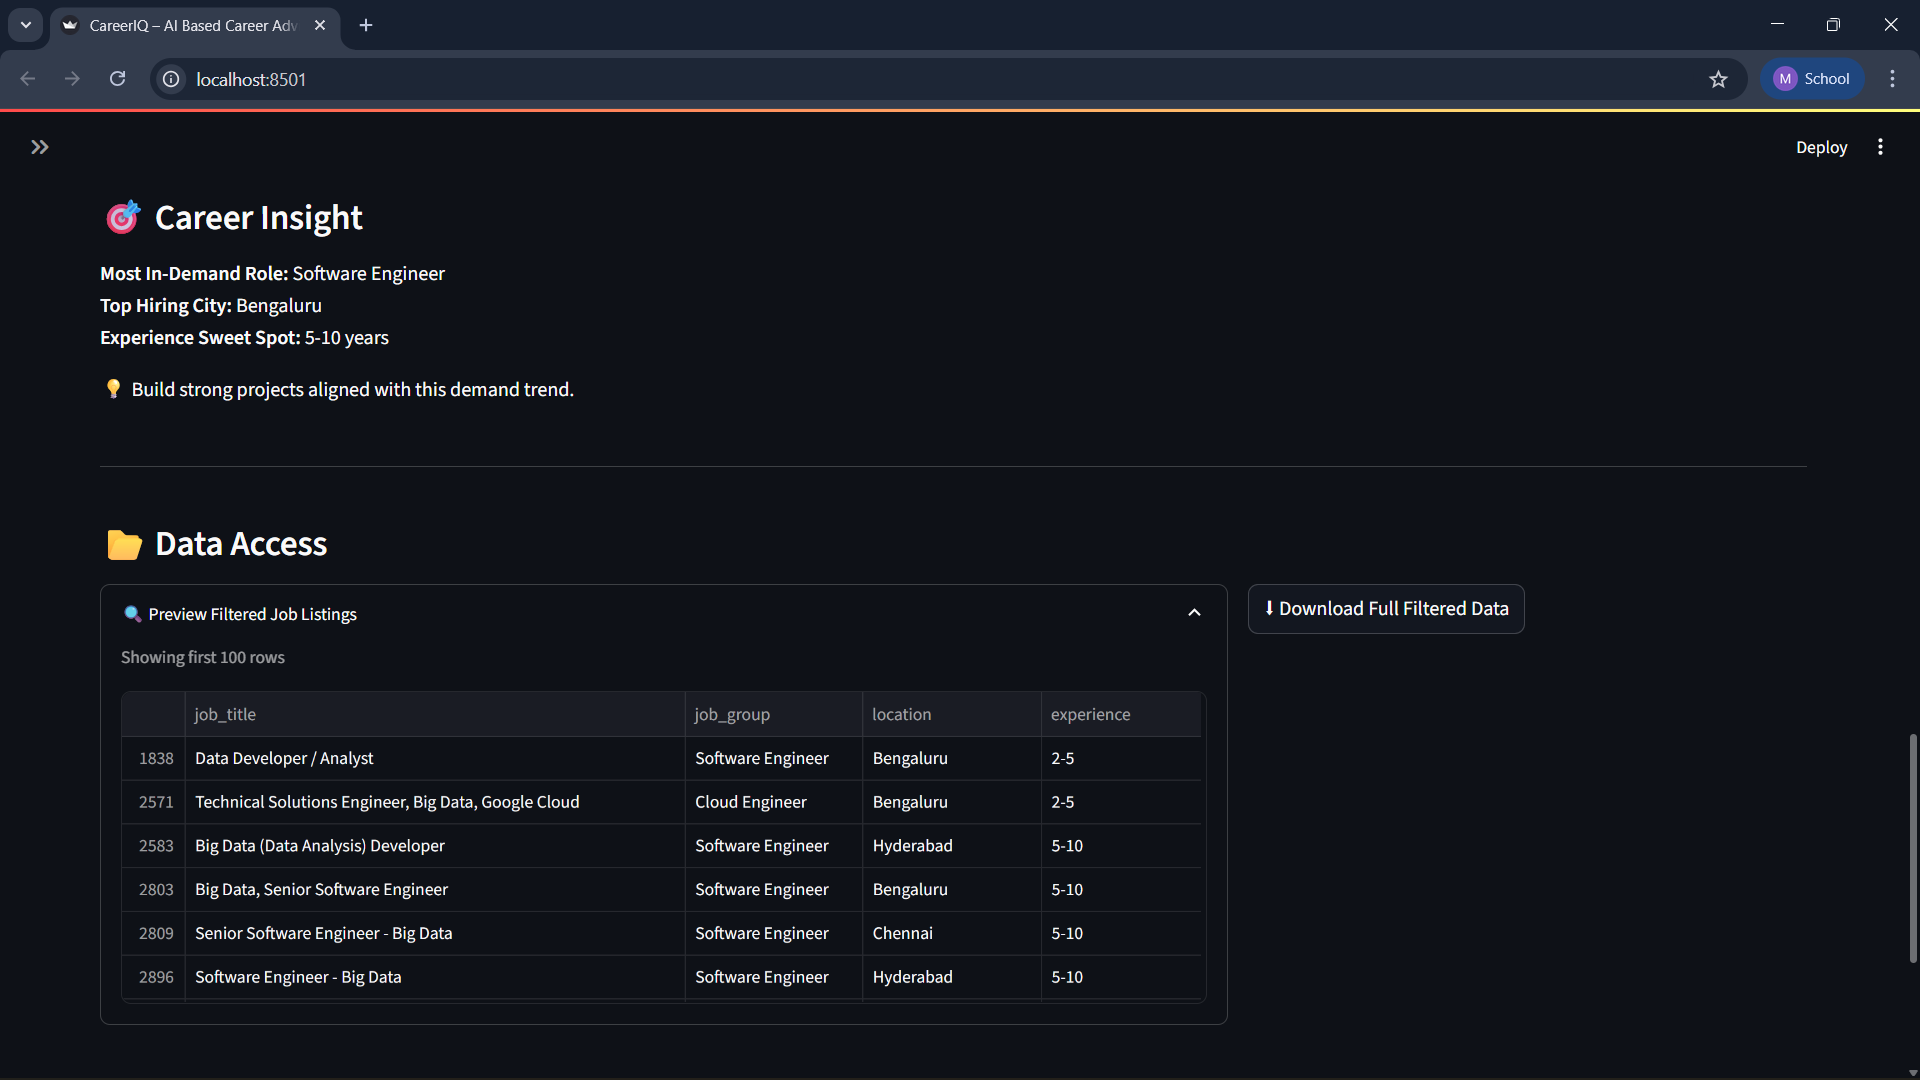 CareerIQ – AI Based Career Adv
localhost:8501
M School
Deploy
Career Insight
Most In-Demand Role: Software Engineer
Top Hiring City: Bengaluru
Experience Sweet Spot: 5-10 years
Build strong projects aligned with this demand trend.
Data Access
Preview Filtered Job Listings
Download Full Filtered Data
Showing first 100 rows
job_title job_group location experience
1838 Data Developer / Analyst Software Engineer Bengaluru 2-5
2571 Technical Solutions Engineer, Big Data, Google Cloud Cloud Engineer Bengaluru 2-5
2583 Big Data (Data Analysis) Developer Software Engineer Hyderabad 5-10
2803 Big Data, Senior Software Engineer Software Engineer Bengaluru 5-10
2809 Senior Software Engineer - Big Data Software Engineer Chennai 5-10
2896 Software Engineer - Big Data Software Engineer Hyderabad 5-10